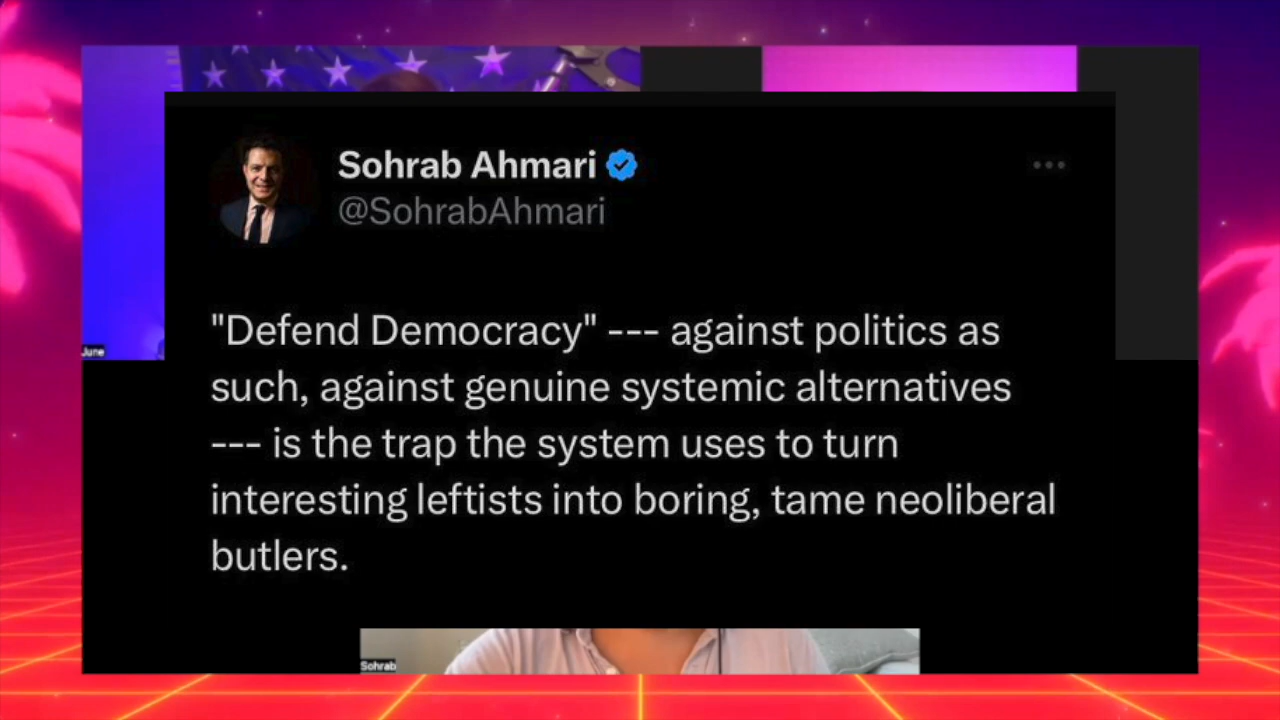 Sohrab Ahmari
@SohrabAhmari
"Defend Democracy" --- against politics as
such, against genuine systemic alternatives
--- is the trap the system uses to turn
interesting leftists into boring, tame neoliberal
butlers.
June
Sohrab